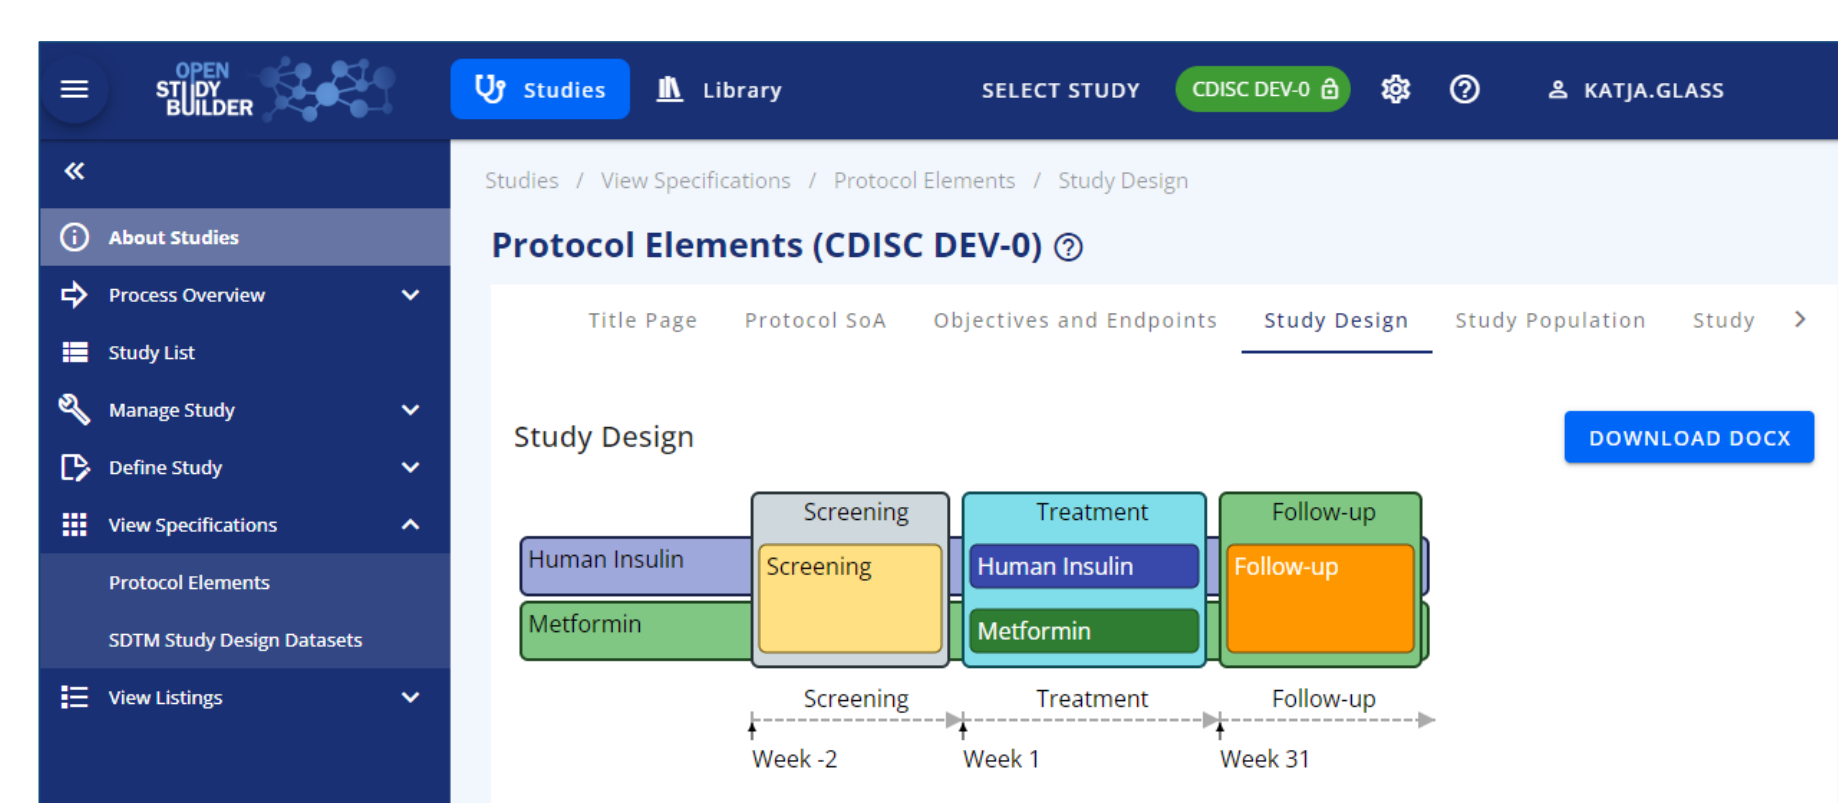 OPEN
STUDY
BUILDER
Studies
Library
SELECT STUDY
CDISC DEV-0
KATJA.GLASS
About Studies
Process Overview
Study List
Manage Study
Define Study
View Specifications
Protocol Elements
SDTM Study Design Datasets
View Listings
Studies / View Specifications / Protocol Elements / Study Design
Protocol Elements (CDISC DEV-0)
Title Page
Protocol SoA
Objectives and Endpoints
Study Design
Study Population
Study
Study Design
DOWNLOAD DOCX
Screening
Treatment
Follow-up
Human Insulin
Screening
Human Insulin
Follow-up
Metformin
Metformin
Screening
Treatment
Follow-up
Week -2
Week 1
Week 31